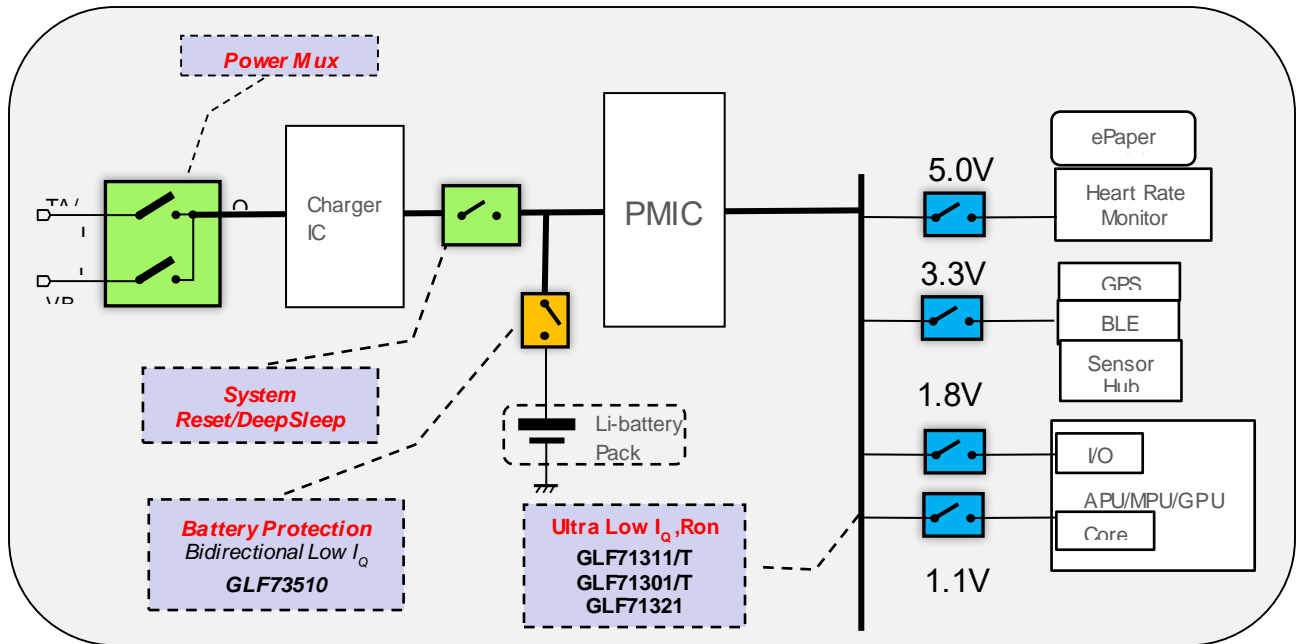 Power Mux
ePaper
5.0V
Heart Rate
Monitor
Charger
IC
PMIC
3.3V
GPS
BLE
Sensor
Hub
System
Reset/DeepSleep
1.8V
Li-battery
Pack
I/O
APU/MPU/GPU
Core
1.1V
Battery Protection
Bidirectional Low IQ
GLF73510
Ultra Low IQ,Ron
GLF71311/T
GLF71301/T
GLF71321